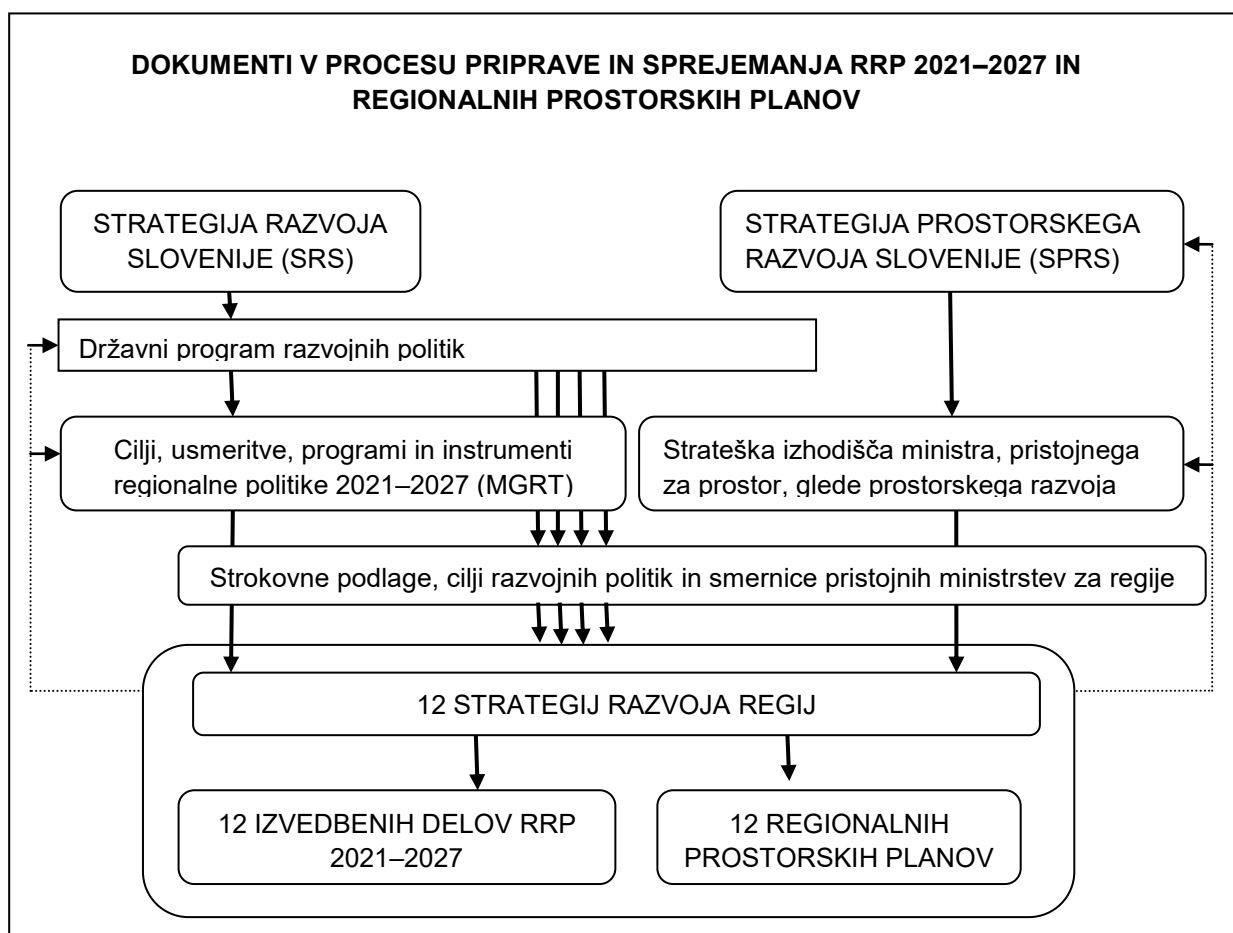 DOKUMENTI V PROCESU PRIPRAVE IN SPREJEMANJA RRP 2021–2027 IN
REGIONALNIH PROSTORSKIH PLANOV
STRATEGIJA RAZVOJA
SLOVENIJE (SRS)
STRATEGIJA PROSTORSKEGA
RAZVOJA SLOVENIJE (SPRS)
Državni program razvojnih politik
Cilji, usmeritve, programi in instrumenti
regionalne politike 2021–2027 (MGRT)
Strateška izhodišča ministra, pristojnega
za prostor, glede prostorskega razvoja
Strokovne podlage, cilji razvojnih politik in smernice pristojnih ministrstev za regije
12 STRATEGIJ RAZVOJA REGIJ
12 IZVEDBENIH DELOV RRP
2021–2027
12 REGIONALNIH
PROSTORSKIH PLANOV